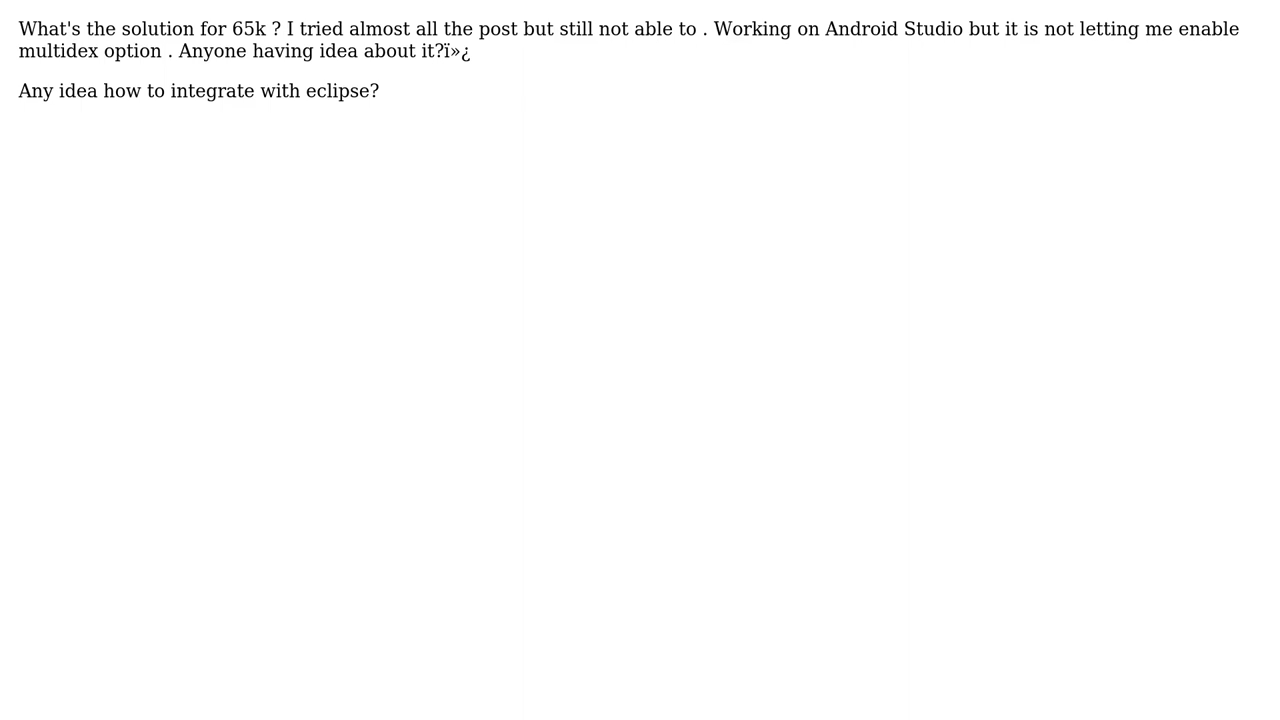 What's the solution for 65k ? I tried almost all the post but still not able to . Working on Android Studio but it is not letting me enable
multidex option . Anyone having idea about it?ï»¿
Any idea how to integrate with eclipse?